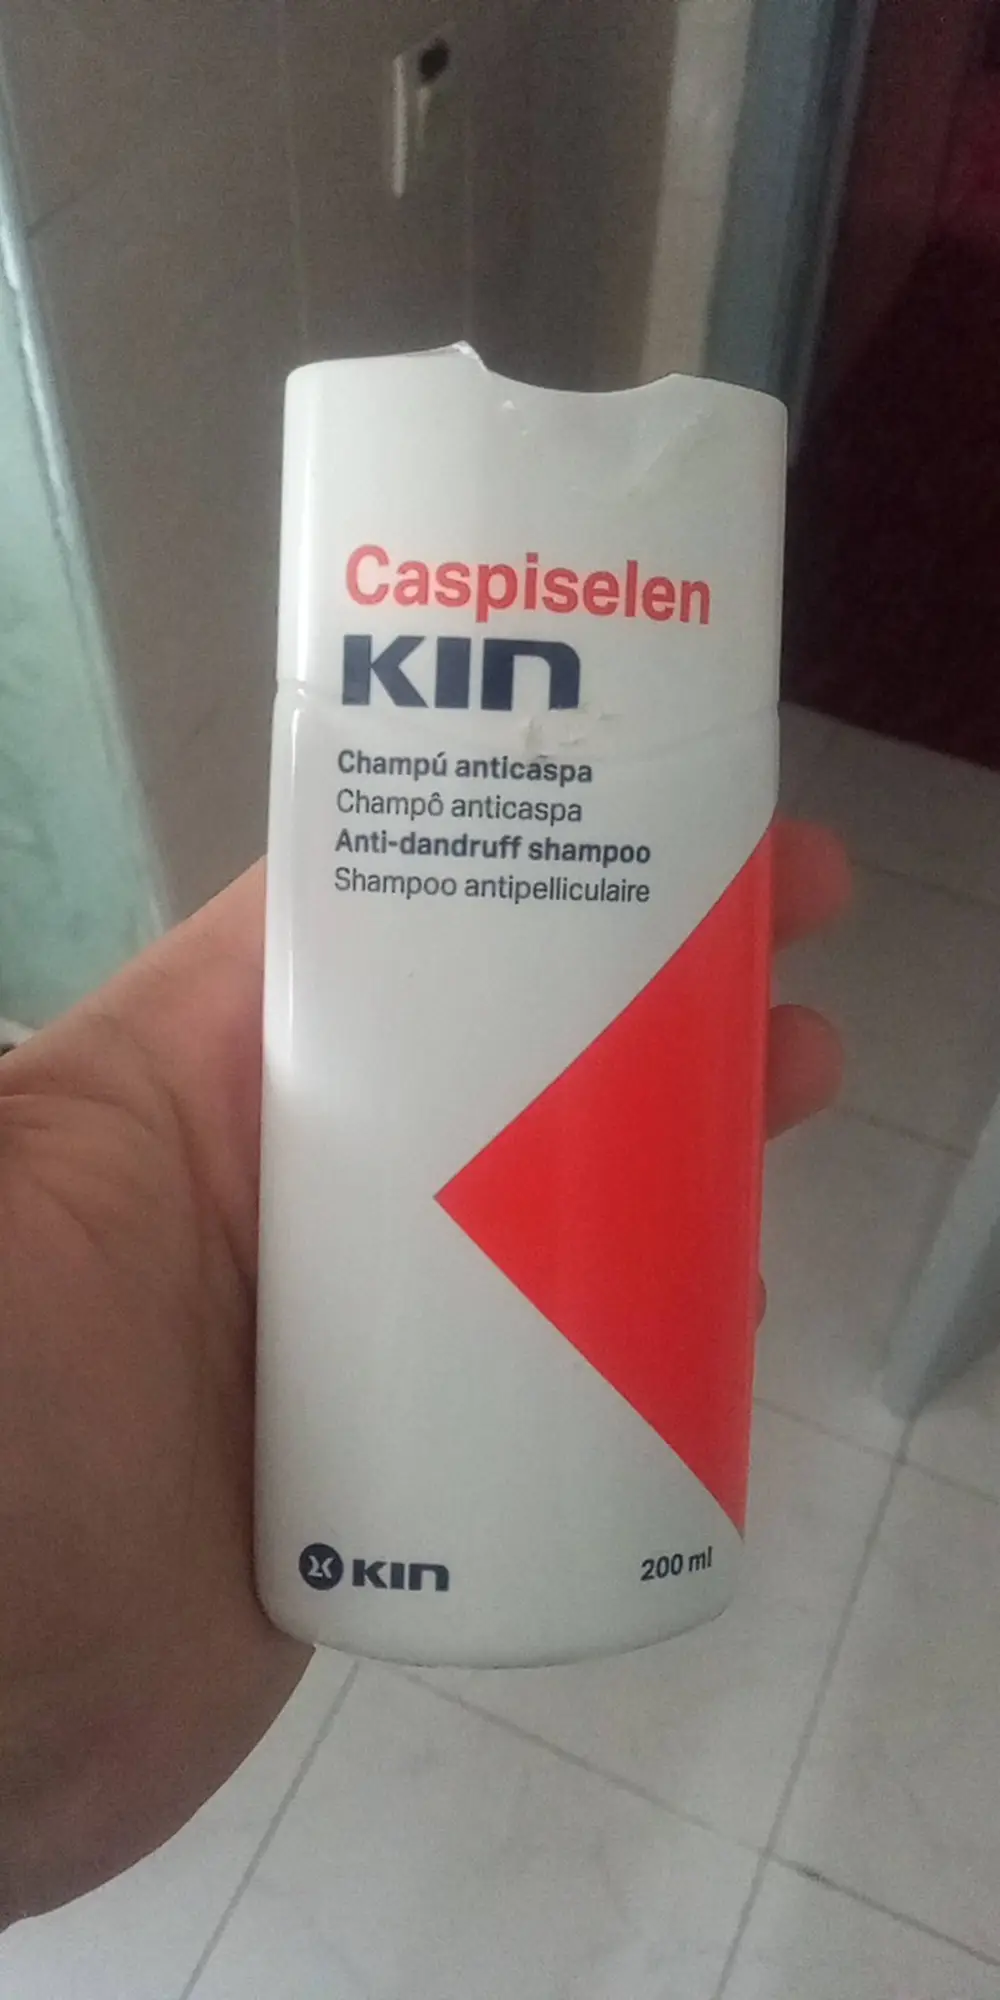 Caspiselen
KIN
Champú anticaspa
Champô anticaspa
Anti-dandruff shampoo
Shampoo antipelliculaire
KIN
200 ml